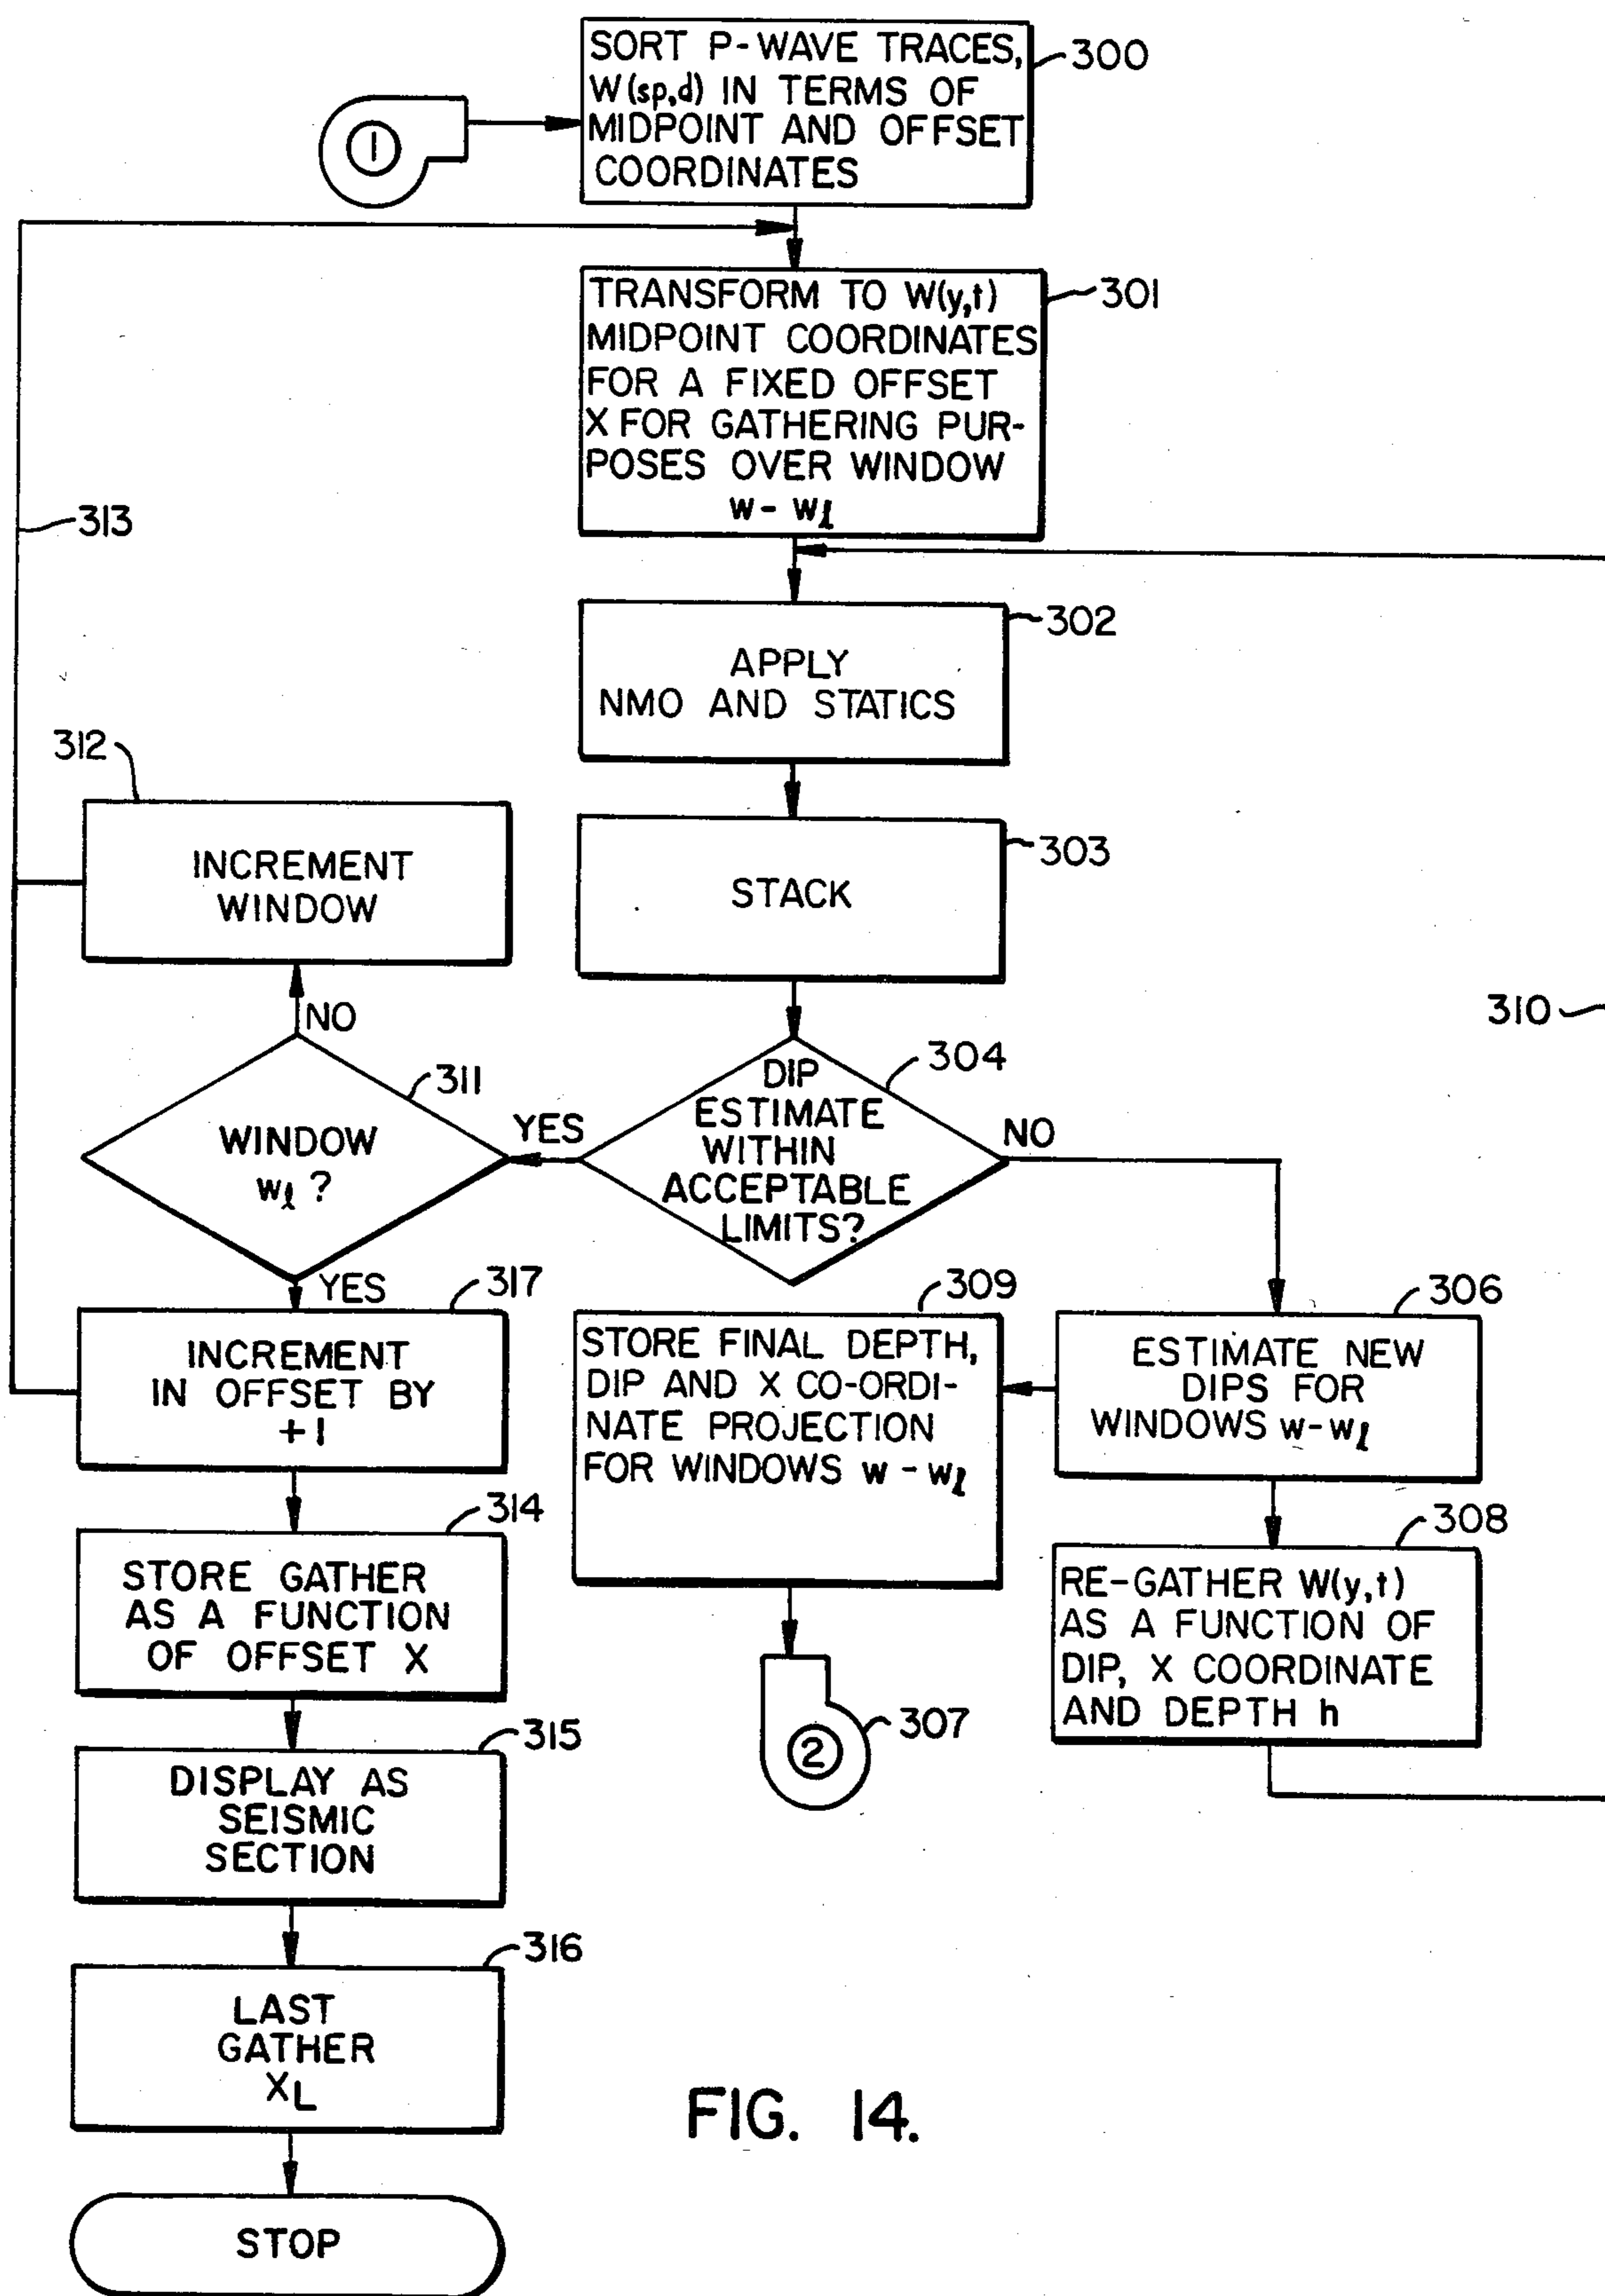 SORT P-WAVE TRACES,
W(sp,d) IN TERMS OF
MIDPOINT AND OFFSET
COORDINATES
300
1
TRANSFORM TO W(y,t)
MIDPOINT COORDINATES
FOR A FIXED OFFSET
X FOR GATHERING PUR-
POSES OVER WINDOW
w - wℓ
301
313
APPLY
NMO AND STATICS
302
312
INCREMENT
WINDOW
STACK
303
310
NO
311
WINDOW
wℓ ?
YES
DIP
ESTIMATE
WITHIN
ACCEPTABLE
LIMITS?
304
NO
YES
317
INCREMENT
IN OFFSET BY
+1
309
STORE FINAL DEPTH,
DIP AND X CO-ORDI-
NATE PROJECTION
FOR WINDOWS w - wℓ
306
ESTIMATE NEW
DIPS FOR
WINDOWS w-wℓ
314
STORE GATHER
AS A FUNCTION
OF OFFSET X
308
RE-GATHER W(y,t)
AS A FUNCTION OF
DIP, X COORDINATE
AND DEPTH h
2
307
315
DISPLAY AS
SEISMIC
SECTION
316
LAST
GATHER
XL
STOP
FIG. 14.